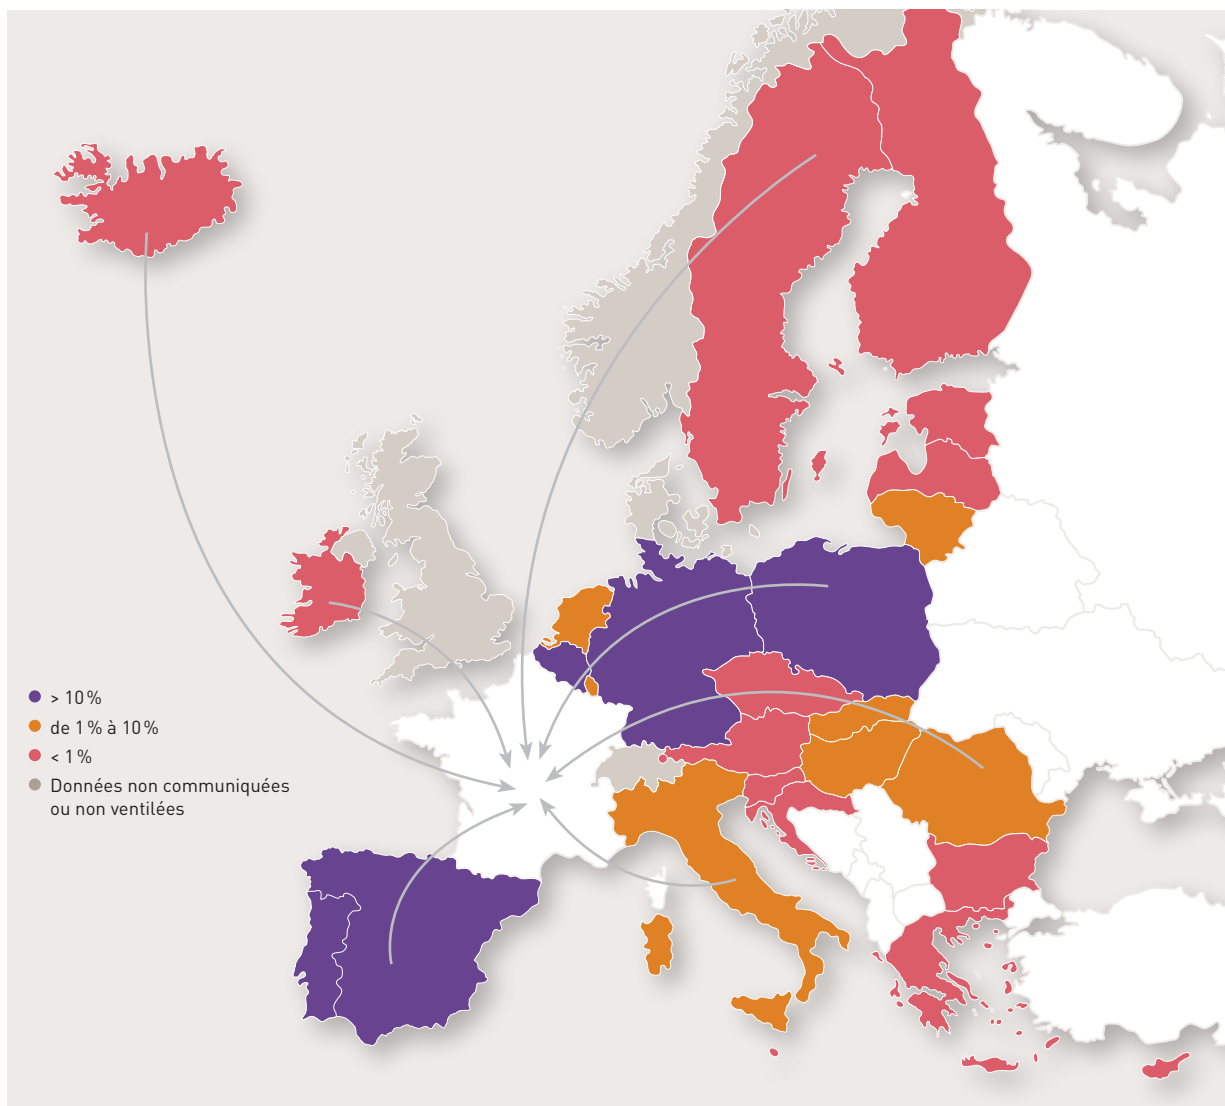 > 10 %
de 1 % à 10 %
< 1 %
Données non communiquées
ou non ventilées